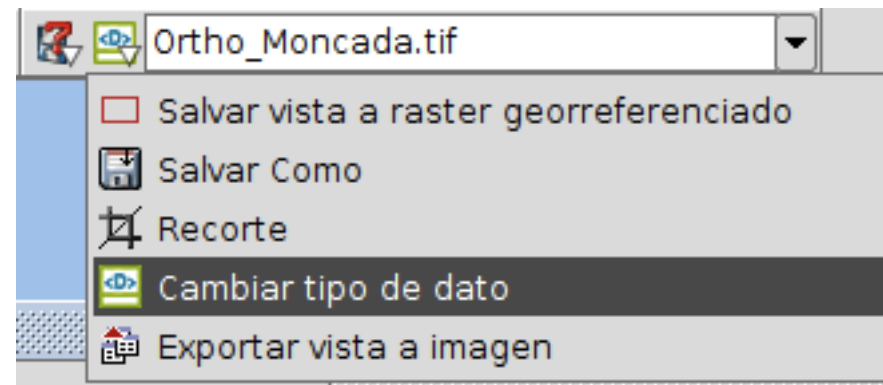 Ortho_Moncada.tif
Salvar vista a raster georreferenciado
Salvar Como
Recorte
Cambiar tipo de dato
Exportar vista a imagen